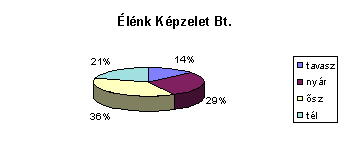 Élénk Képzelet Bt.
21%
14%
36%
29%
tavasz
nyár
ősz
tél